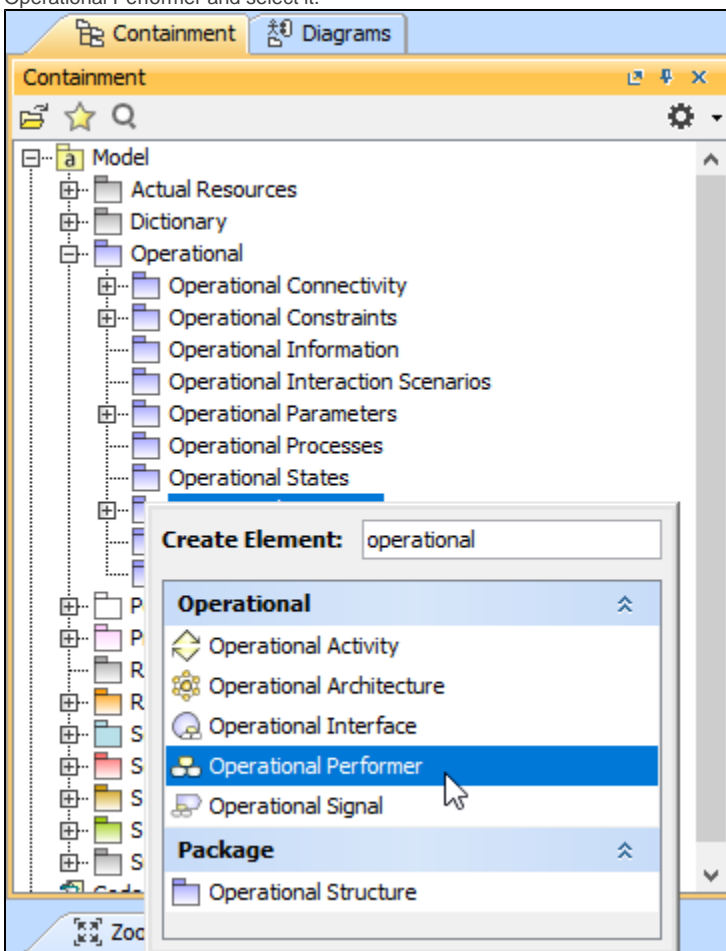 Operational Performer and select it.
Containment
Diagrams
Containment
Model
Actual Resources
Dictionary
Operational
Operational Connectivity
Operational Constraints
Operational Information
Operational Interaction Scenarios
Operational Parameters
Operational Processes
Operational States
Create Element: operational
Operational
P
Operational Activity
P
R
Operational Architecture
R
Operational Interface
S
S
Operational Performer
S
Operational Signal
S
Package
S
Operational Structure
Zoo